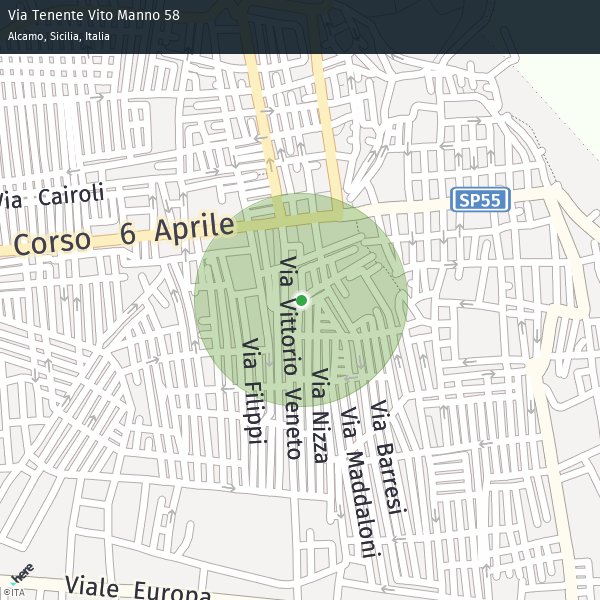 Via Tenente Vito Manno 58
Alcamo, Sicilia, Italia
Via Cairoli
SP55
Corso 6 Aprile
Via Vittorio Veneto
Via Filippi
Via Nizza
Via Maddaloni
Via Barresi
Viale Europa
here
©ITA